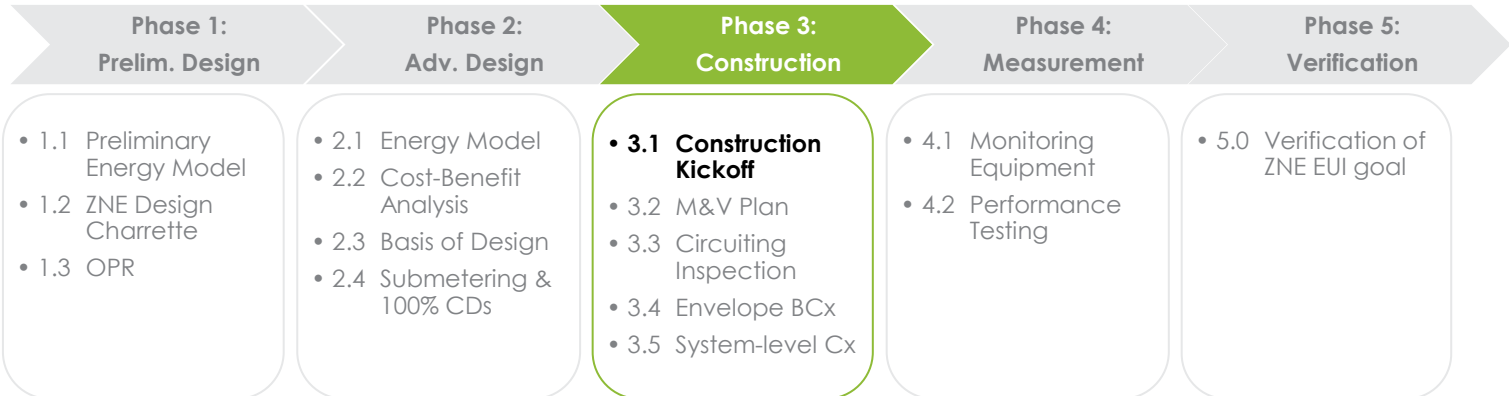 Phase 1:
Prelim. Design
Phase 2:
Adv. Design
Phase 3:
Construction
Phase 4:
Measurement
Phase 5:
Verification
• 1.1 Preliminary
Energy Model
• 1.2 ZNE Design
Charrette
• 1.3 OPR
• 2.1 Energy Model
• 2.2 Cost-Benefit
Analysis
• 2.3 Basis of Design
• 2.4 Submetering &
100% CDs
• 3.1 Construction
Kickoff
• 3.2 M&V Plan
• 3.3 Circuiting
Inspection
• 3.4 Envelope BCx
• 3.5 System-level Cx
• 4.1 Monitoring
Equipment
• 4.2 Performance
Testing
• 5.0 Verification of
ZNE EUI goal